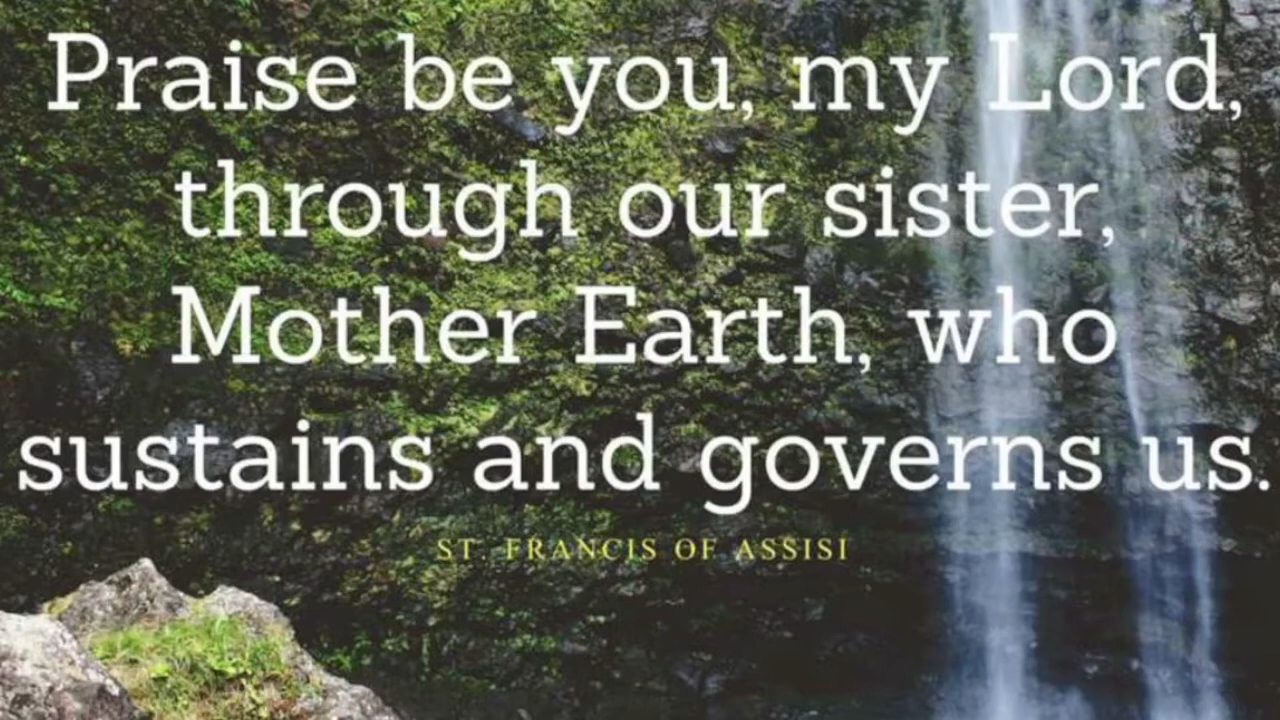 Praise be you, my Lord,
through our sister,
Mother Earth, who
sustains and governs us.
ST. FRANCIS OF ASSISI